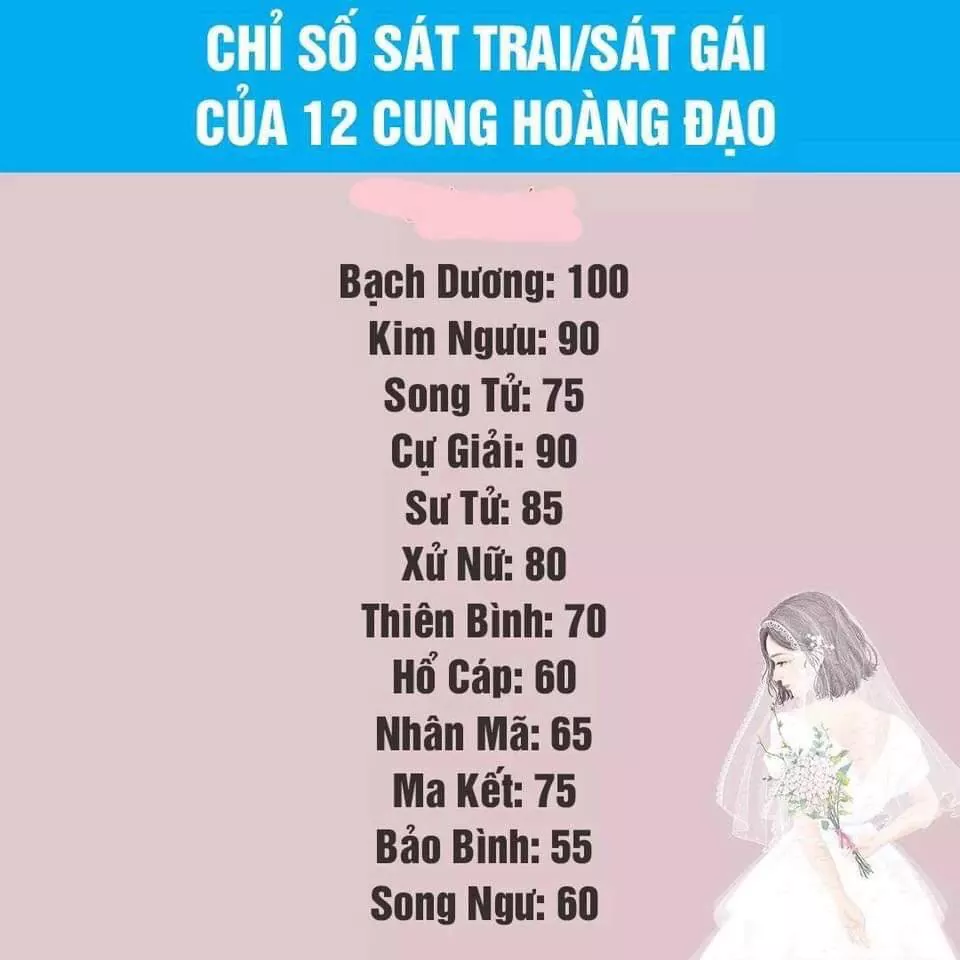 CHỈ SỐ SÁT TRAI/SÁT GÁI
CỦA 12 CUNG HOÀNG ĐẠO
Bạch Dương: 100
Kim Ngưu: 90
Song Tử: 75
Cự Giải: 90
Sư Tử: 85
Xử Nữ: 80
Thiên Bình: 70
Hổ Cáp: 60
Nhân Mã: 65
Ma Kết: 75
Bảo Bình: 55
Song Ngư: 60